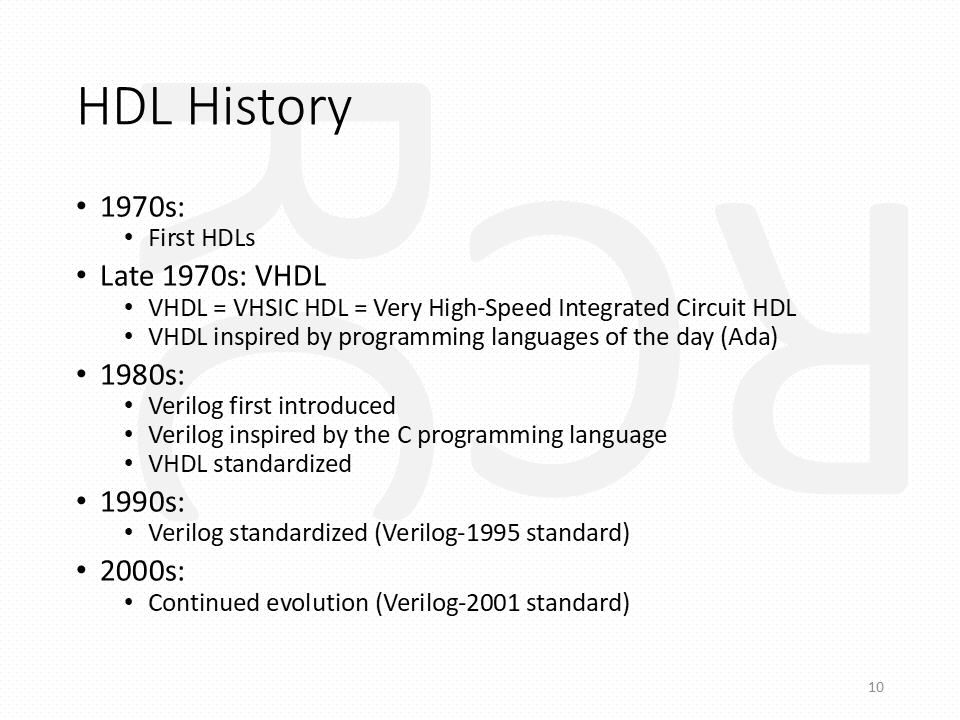 HDL History
• 1970s:
• First HDLs
• Late 1970s: VHDL
• VHDL = VHSIC HDL = Very High-Speed Integrated Circuit HDL
• VHDL inspired by programming languages of the day (Ada)
• 1980s:
• Verilog first introduced
• Verilog inspired by the C programming language
• VHDL standardized
• 1990s:
• Verilog standardized (Verilog-1995 standard)
• 2000s:
• Continued evolution (Verilog-2001 standard)
10